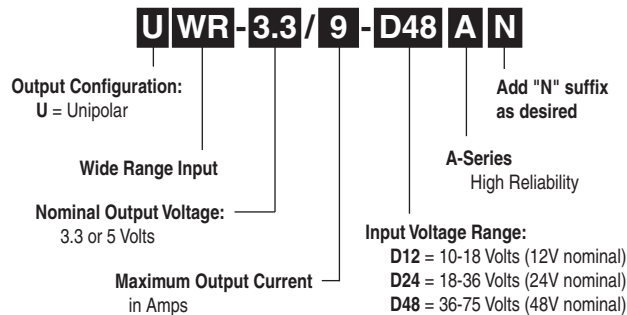 U WR - 3.3 / 9 - D48 A N
Output Configuration:
U = Unipolar
Add "N" suffix
as desired
Wide Range Input
A-Series
High Reliability
Nominal Output Voltage:
3.3 or 5 Volts
Input Voltage Range:
D12 = 10-18 Volts (12V nominal)
D24 = 18-36 Volts (24V nominal)
D48 = 36-75 Volts (48V nominal)
Maximum Output Current
in Amps